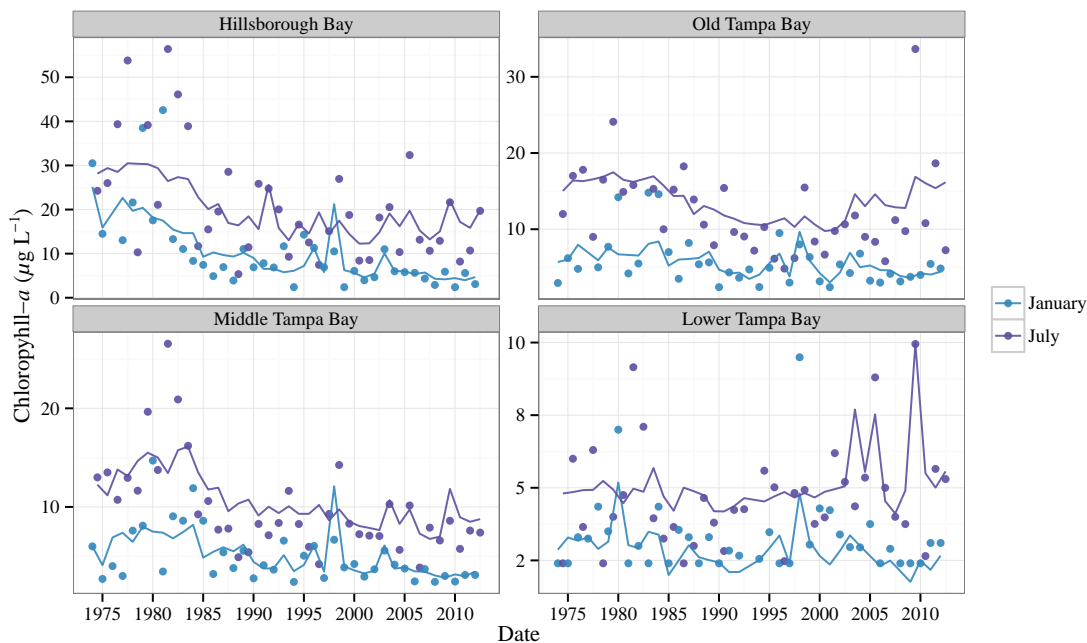 Hillsborough Bay
Old Tampa Bay
50
40
30
20
10
0
30
20
10
Middle Tampa Bay
Lower Tampa Bay
20
10
10
8
5
2
1975 1980 1985 1990 1995 2000 2005 2010
1975 1980 1985 1990 1995 2000 2005 2010
Chloropyhll−a (µg L−1)
Date
January
July